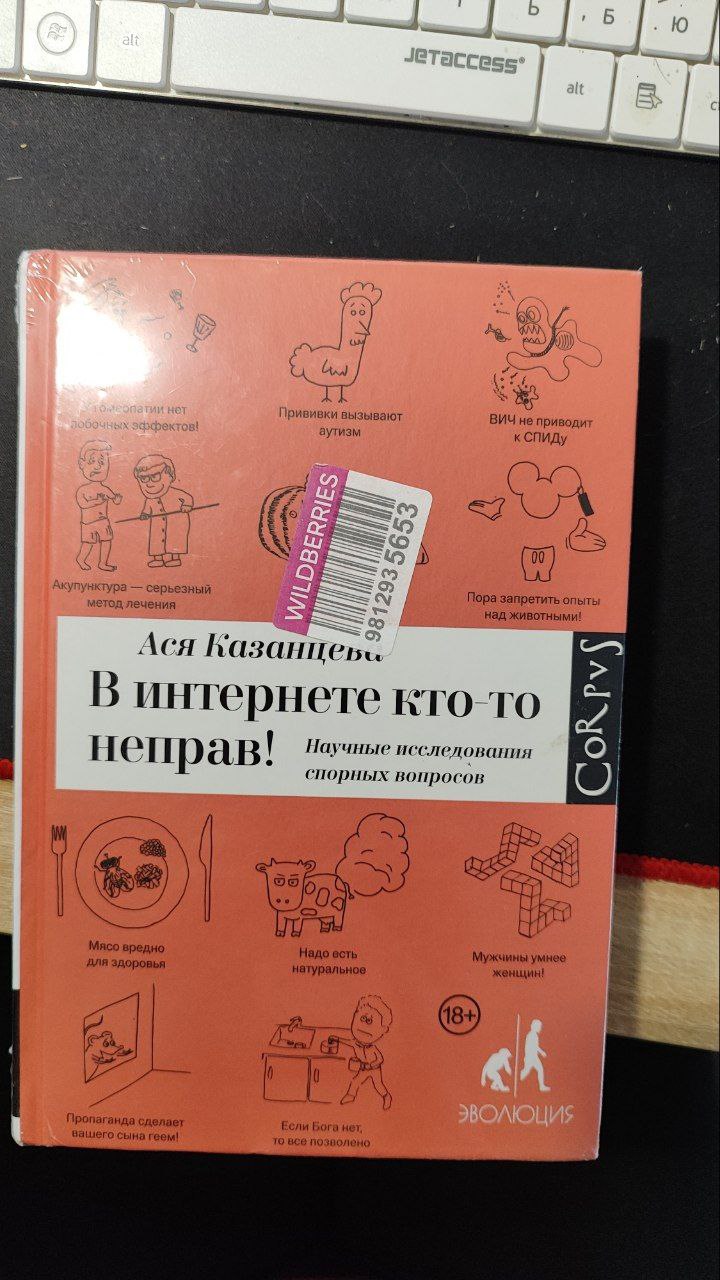 alt
Ь
Б
Ю
JETACCESS®
alt
гомеопатии нет
побочных эффектов!
Прививки вызывают
аутизм
ВИЧ не приводит
к СПИДу
Акупунктура — серьезный
метод лечения
WILDBERRIES
981293 5653
Пора запретить опыты
над животными!
Ася Казанцева
В интернете кто-то
неправ!
Научные исследования
спорных вопросов
CORPVS
Мясо вредно
для здоровья
Надо есть
натуральное
Мужчины умнее
женщин!
18+
Пропаганда сделает
вашего сына геем!
Если Бога нет,
то все позволено
ЭВОЛЮЦИЯ